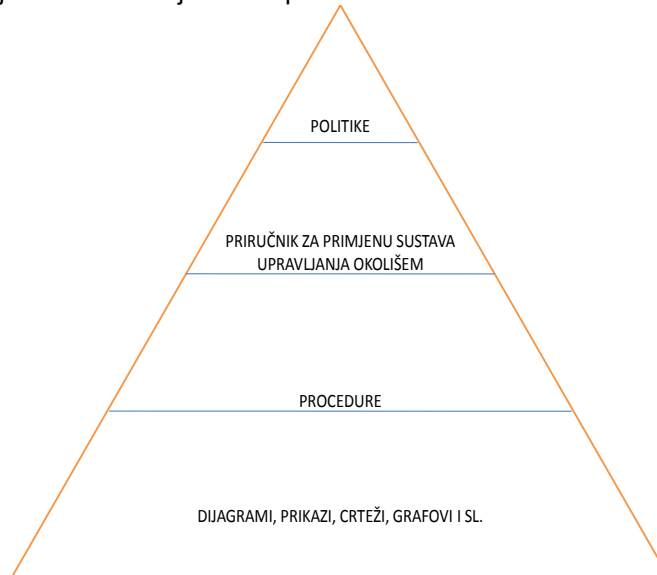 POLITIKE
PRIRUČNIK ZA PRIMJENU SUSTAVA
UPRAVLJANJA OKOLIŠEM
PROCEDURE
DIJAGRAMI, PRIKAZI, CRTEŽI, GRAFOVI I SL.